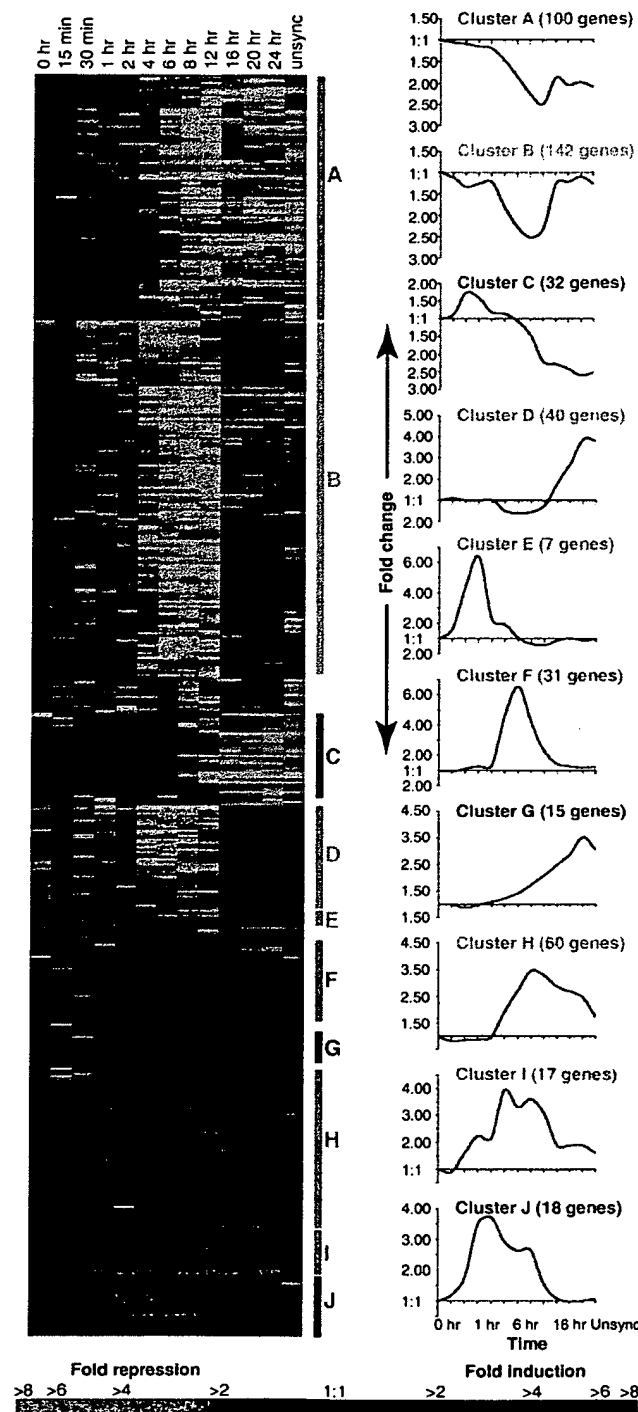 0 hr
15 min
30 min
1 hr
2 hr
4 hr
6 hr
8 hr
12 hr
16 hr
20 hr
24 hr
unsync
A
B
C
D
E
F
G
H
I
J
Fold change
Cluster A (100 genes)
1.50
1:1
2.00
2.50
3.00
Cluster B (142 genes)
1.50
1:1
1.50
2.00
2.50
3.00
Cluster C (32 genes)
2.00
1.50
1:1
1.50
2.00
2.50
3.00
Cluster D (40 genes)
5.00
4.00
3.00
2.00
1:1
2.00
Cluster E (7 genes)
6.00
4.00
2.00
1:1
2.00
Cluster F (31 genes)
6.00
4.00
2.00
1:1
2.00
Cluster G (15 genes)
4.50
3.50
2.50
1.50
1.50
Cluster H (60 genes)
4.50
3.50
2.50
1.50
Cluster I (17 genes)
4.00
3.00
2.00
1:1
Cluster J (18 genes)
4.00
3.00
2.00
1:1
0 hr 1 hr 6 hr 16 hr Unsync
Time
Fold repression
Fold induction
>8 >6 >4 >2 1:1 >2 >4 >6 >8